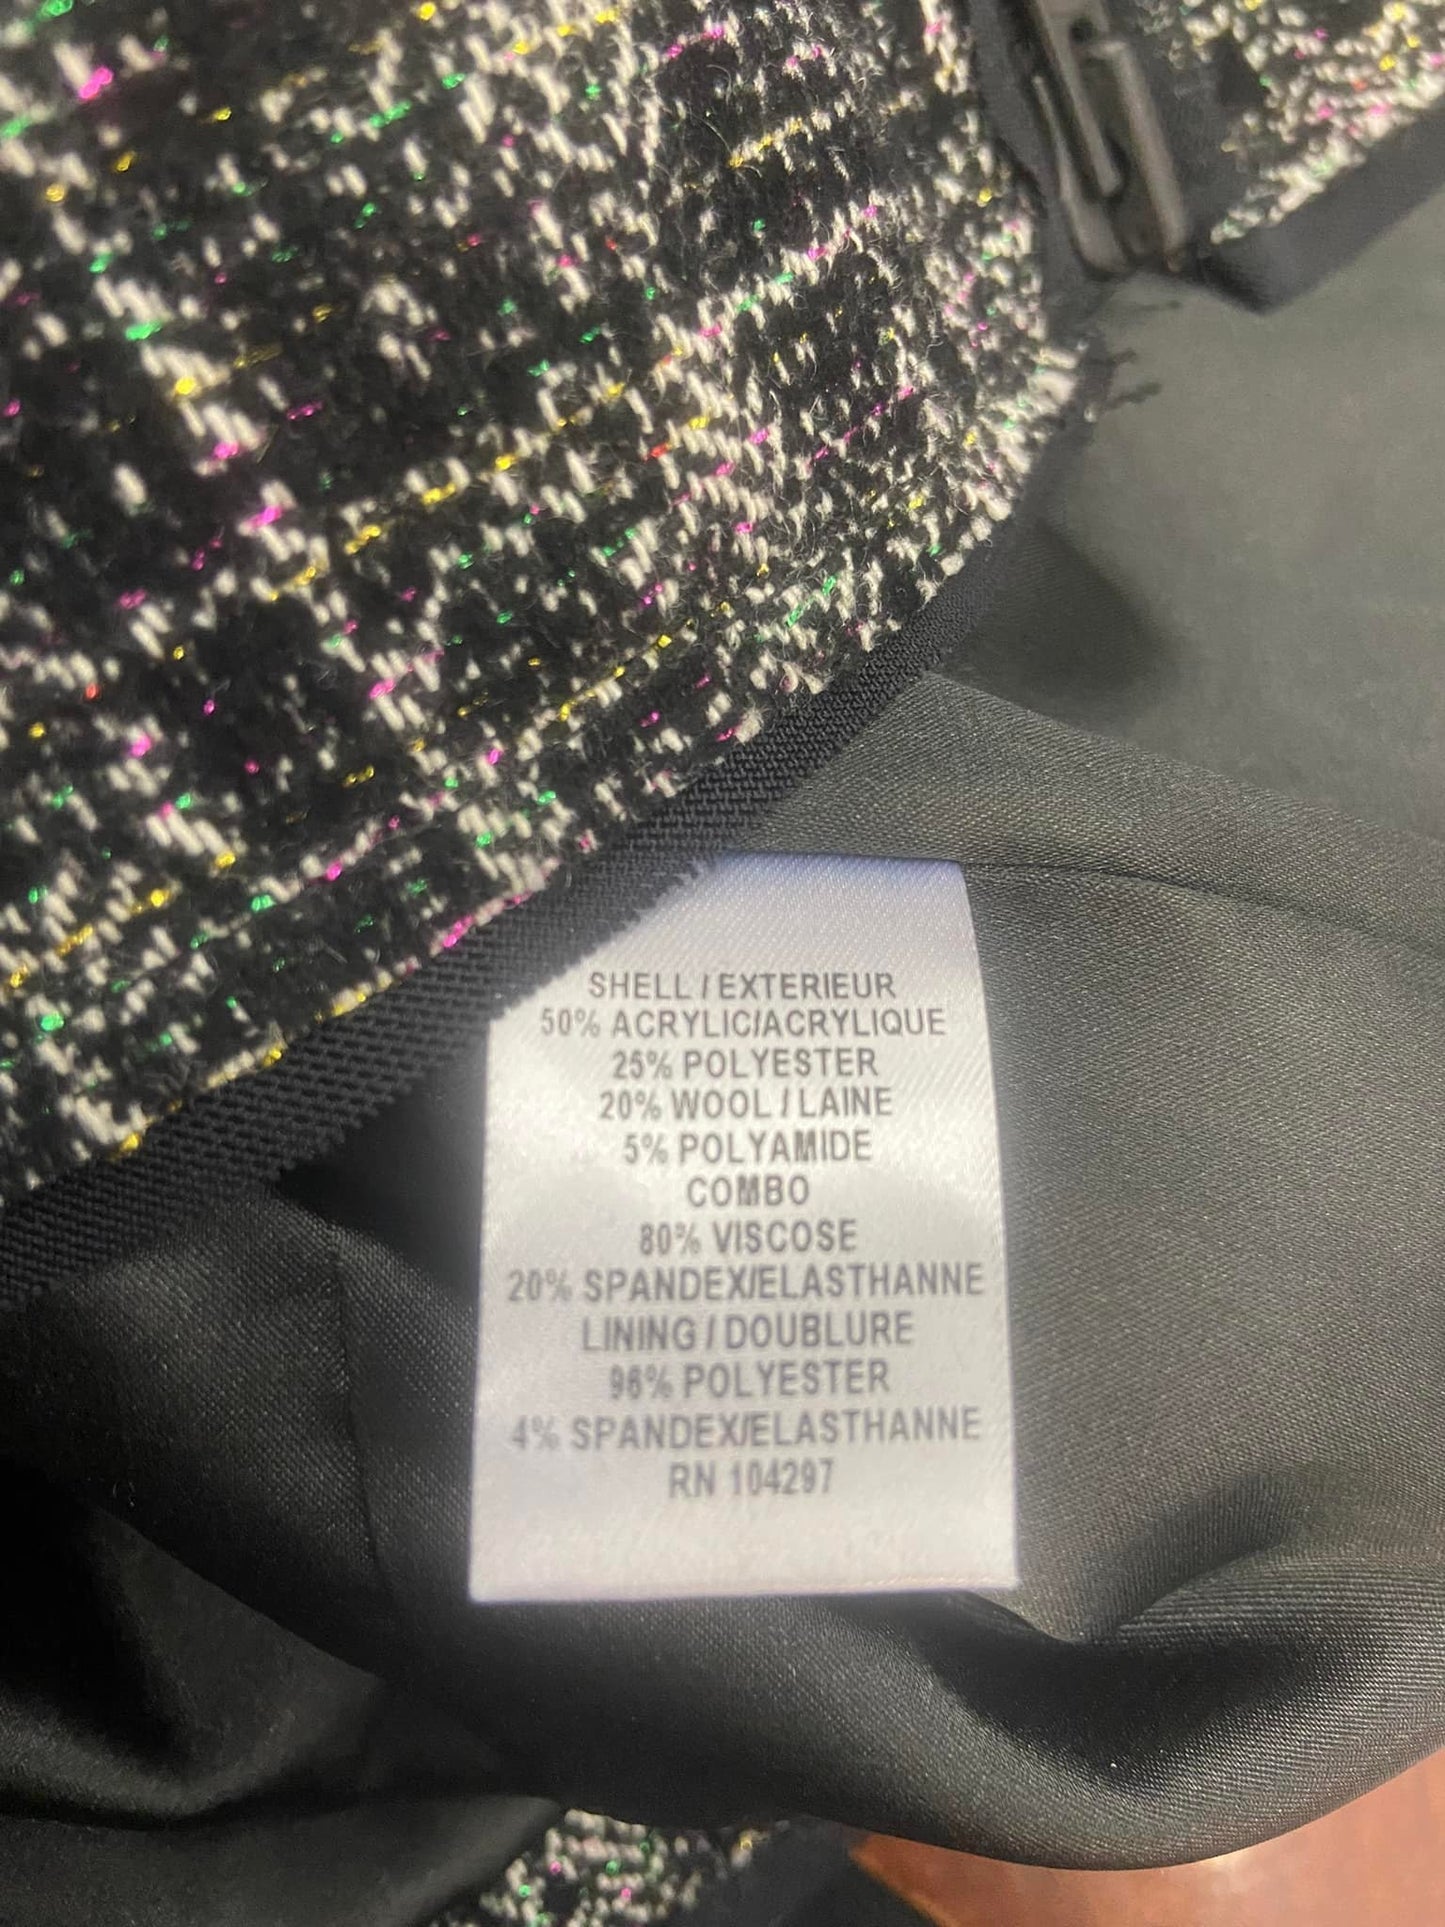 SHELL / EXTERIEUR
50% ACRYLIC/ACRYLIQUE
25% POLYESTER
20% WOOL / LAINE
5% POLYAMIDE
COMBO
80% VISCOSE
20% SPANDEX/ELASTHANNE
LINING / DOUBLURE
96% POLYESTER
4% SPANDEX/ELASTHANNE
RN 104297